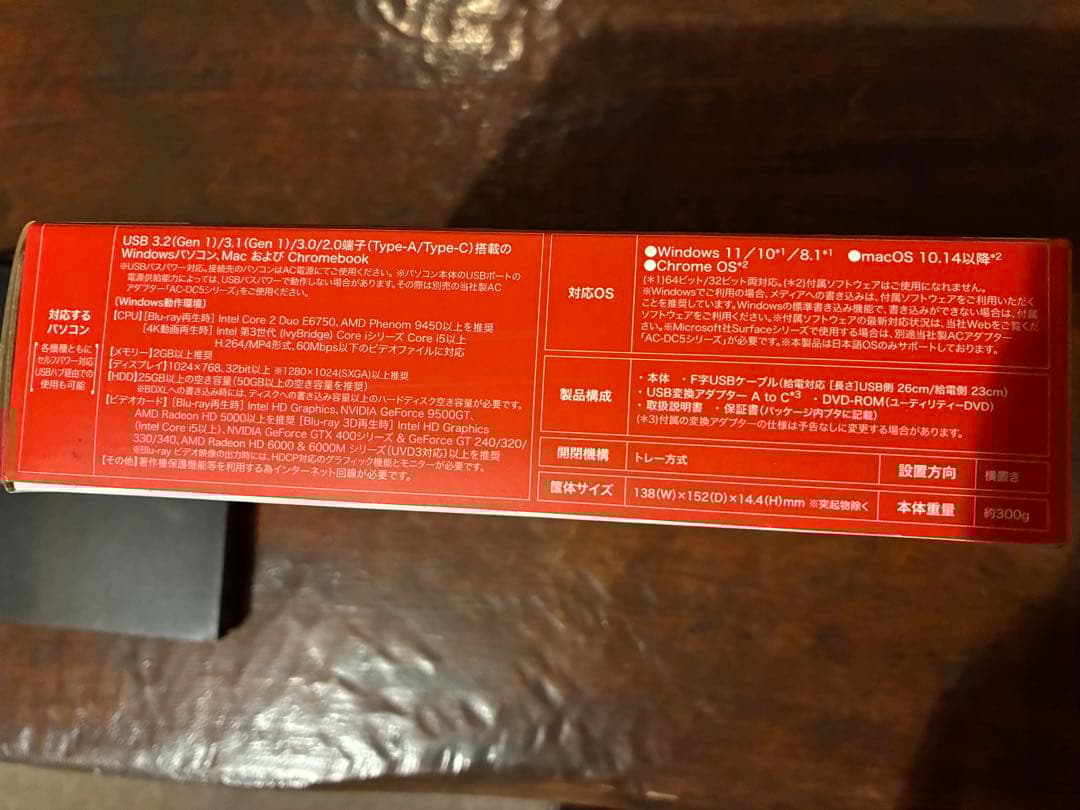 対応する
パソコン
各機種ともに
セルフパワー対応
USBハブ経由での
使用も可能
USB 3.2(Gen 1)/3.1(Gen 1)/3.0/2.0端子(Type-A/Type-C)搭載の
Windowsパソコン、Mac および Chromebook
※USBバスパワー対応。接続先のパソコンはAC電源にてご使用ください。※パソコン本体のUSBポートの
電源供給能力によっては、USBバスパワーで動作しない場合があります。その際は別売の当社製AC
アダプター「AC-DC5シリーズ」をご使用ください。
〔Windows動作環境〕
【CPU】[Blu-ray再生時] Intel Core 2 Duo E6750、AMD Phenom 9450以上を推奨
[4K動画再生時] Intel 第3世代 (IvyBridge) Core iシリーズ Core i5以上
H.264/MP4形式、60Mbps以下のビデオファイルに対応
【メモリー】2GB以上推奨
【ディスプレイ】1024×768、32bit以上 ※1280×1024(SXGA)以上推奨
【HDD】25GB以上の空き容量(50GB以上の空き容量を推奨)
※BDXLへの書き込み時には、ディスクへの書き込み容量以上のハードディスク空き容量が必要です。
【ビデオカード】[Blu-ray再生時] Intel HD Graphics、NVIDIA GeForce 9500GT、
AMD Radeon HD 5000以上を推奨 [Blu-ray 3D再生時] Intel HD Graphics
(Intel Core i5以上)、NVIDIA GeForce GTX 400シリーズ & GeForce GT 240/320/
330/340、AMD Radeon HD 6000 & 6000M シリーズ(UVD3対応)以上を推奨
※Blu-ray ビデオ映像の出力時には、HDCP対応のグラフィック機能とモニターが必要です。
【その他】著作権保護機能等を利用する為インターネット回線が必要です。
対応OS
●Windows 11／10*1／8.1*1 ●macOS 10.14以降*2
●Chrome OS*2
(*1)64ビット/32ビット両対応。(*2)付属ソフトウェアはご使用になれません。
※Windowsでご利用の場合、メディアへの書き込みは、付属ソフトウェアをご利用いただく
ことを推奨しています。Windowsの標準書き込み機能で、書き込みができない場合は、付属
ソフトウェアをご利用ください。※付属ソフトウェアの最新対応状況は、当社Webをご覧くだ
さい。※Microsoft社Surfaceシリーズで使用する場合は、別途当社製ACアダプター
「AC-DC5シリーズ」が必要です。※本製品は日本語OSのみサポートしております。
製品構成
・本体 ・F字USBケーブル(給電対応 [長さ]USB側 26cm/給電側 23cm)
・USB変換アダプター A to C*3 ・DVD-ROM(ユーティリティーDVD)
・取扱説明書 ・保証書(パッケージ内ブタに記載)
(*3)付属の変換アダプターの仕様は予告なしに変更する場合があります。
開閉機構 トレー方式 設置方向 横置き
筐体サイズ 138(W)×152(D)×14.4(H)mm ※突起物除く 本体重量 約300g